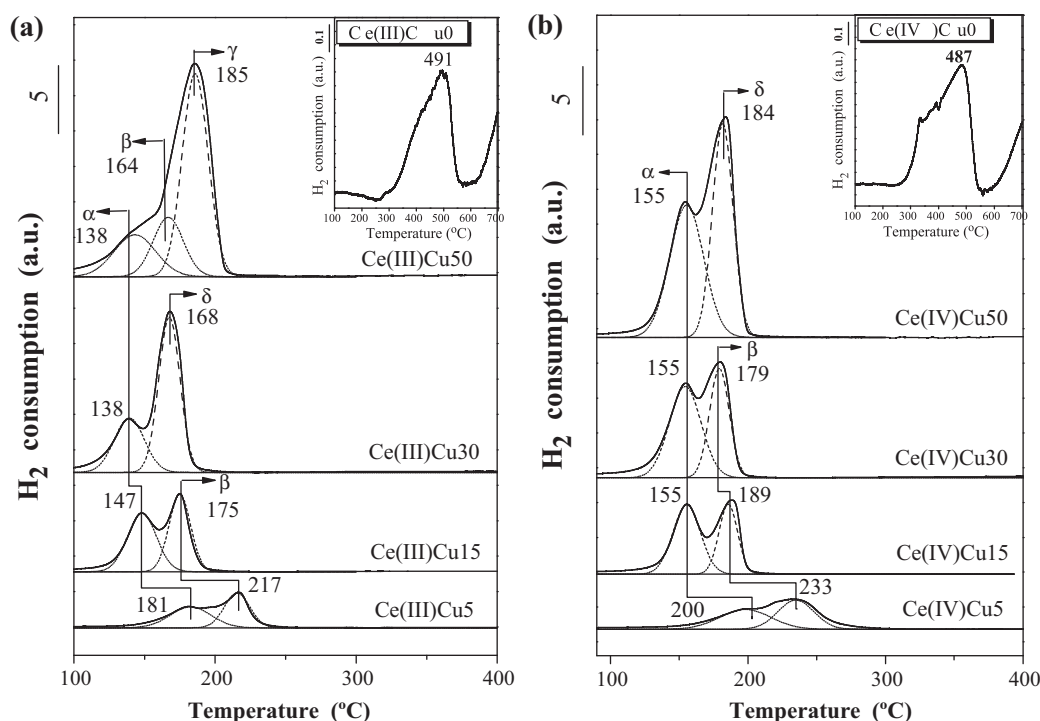 (a)
H2 consumption (a.u.)
5
γ
185
β
164
α
138
Ce(III)Cu50
δ
168
138
Ce(III)Cu30
147
β
175
Ce(III)Cu15
181
217
Ce(III)Cu5
100 200 300 400
Temperature (ºC)
C e(III)C u0
0.1
491
H2 consumption (a.u.)
100 200 300 400 500 600 700
Temperature (ºC)
(b)
H2 consumption (a.u.)
5
δ
184
α
155
Ce(IV)Cu50
155
β
179
Ce(IV)Cu30
155
189
Ce(IV)Cu15
200
233
Ce(IV)Cu5
100 200 300 400
Temperature (ºC)
C e(IV )C u0
0.1
487
H2 consumption (a.u.)
100 200 300 400 500 600 700
Temperature (ºC)